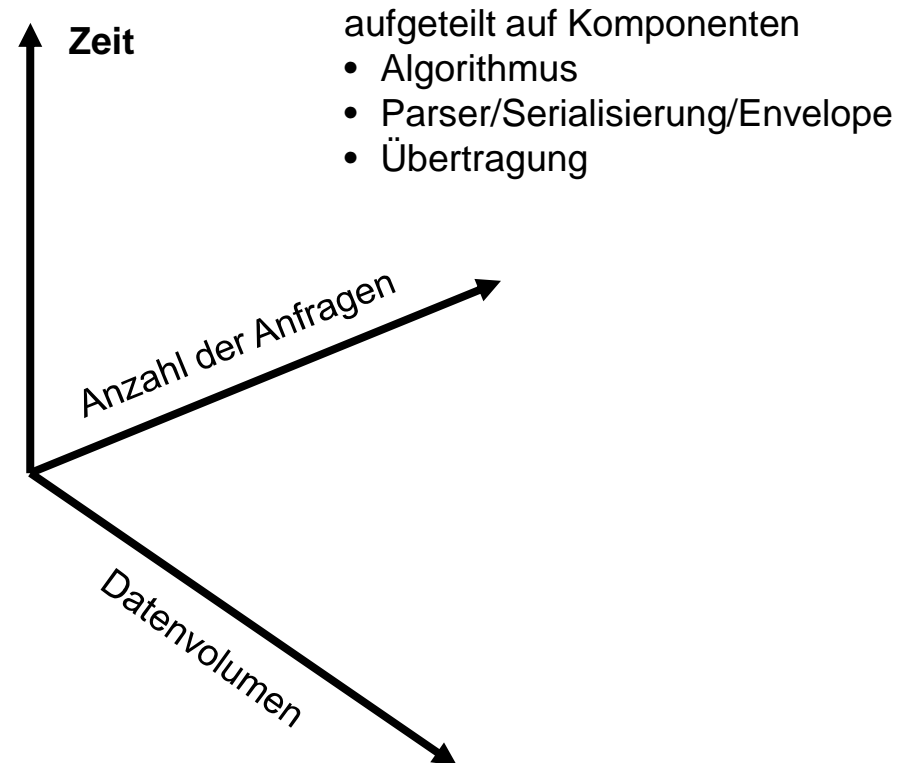 Zeit
aufgeteilt auf Komponenten
• Algorithmus
• Parser/Serialisierung/Envelope
• Übertragung
Anzahl der Anfragen
Datenvolumen